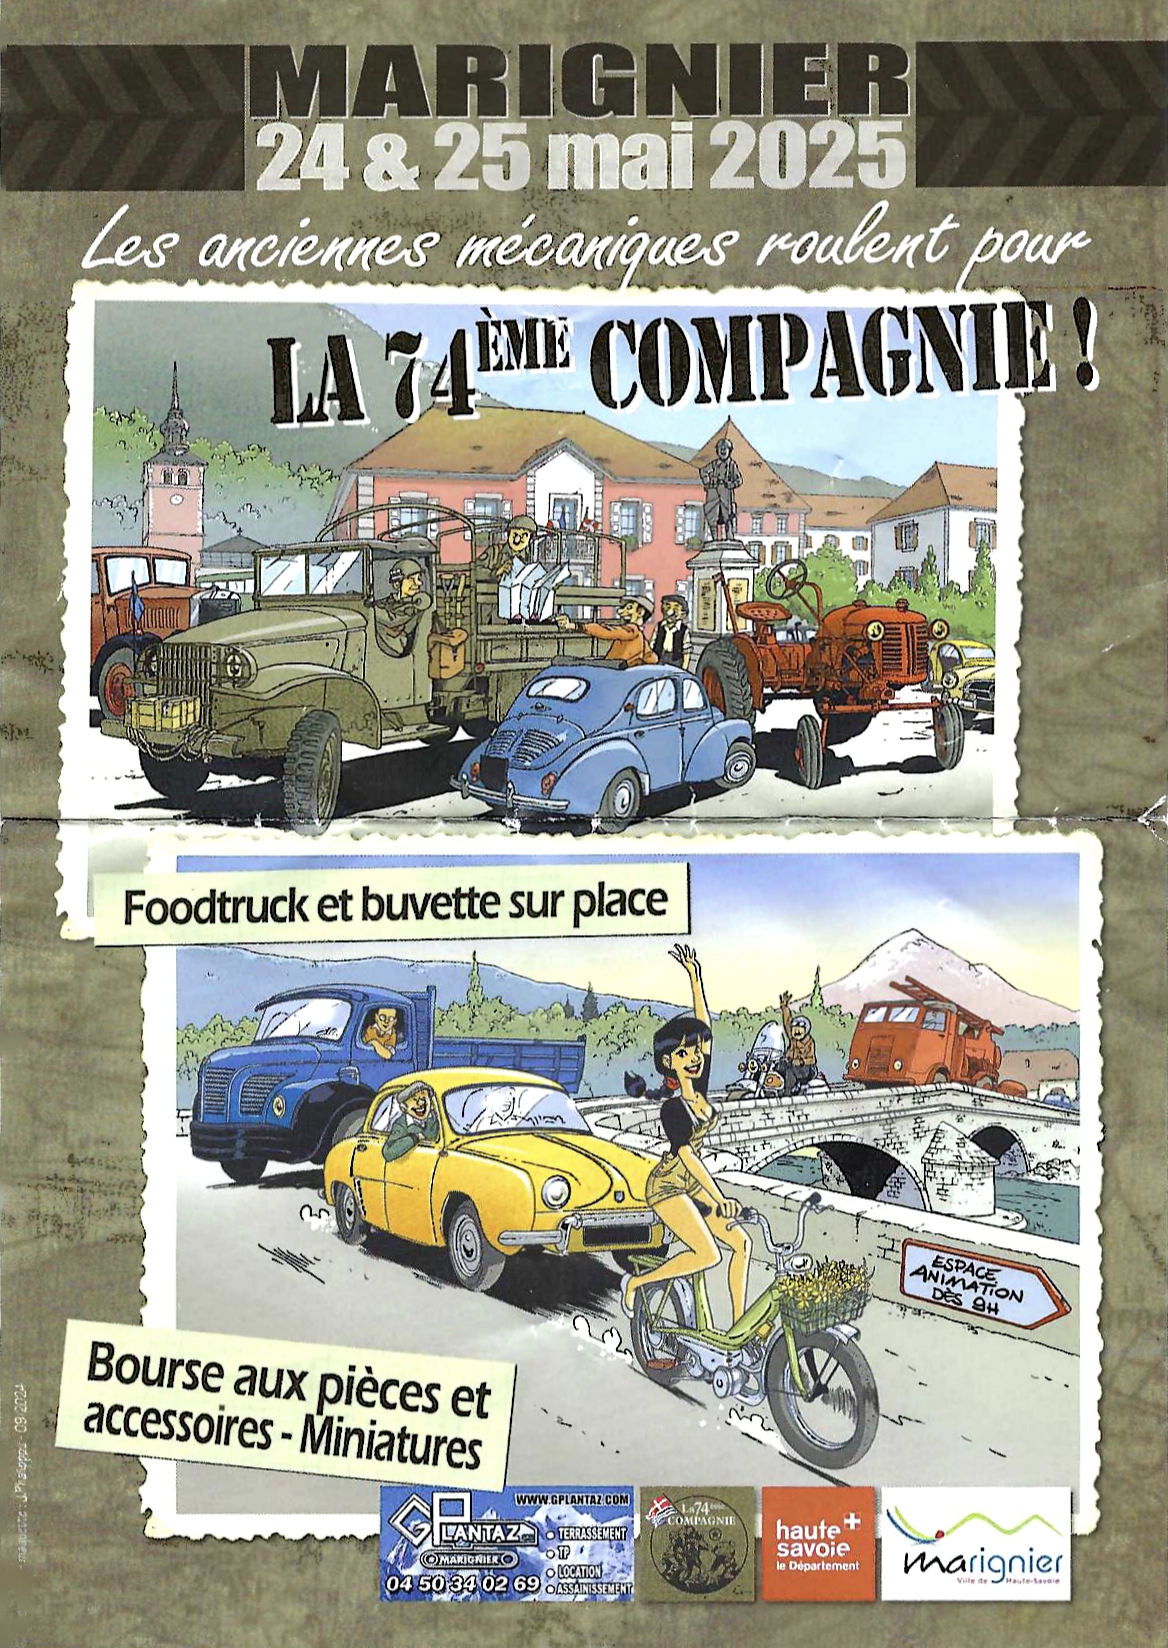 MARIGNIER
24 & 25 mai 2025
Les anciennes mécaniques roulent pour
LA 74ÈME COMPAGNIE !
Foodtruck et buvette sur place
ESPACE
ANIMATION
DÈS 9H
Bourse aux pièces et
accessoires - Miniatures
WWW.GPLANTAZ.COM
GPLANTAZ
MARIGNIER
04 50 34 02 69
• TERRASSEMENT
• TP
• LOCATION
• ASSAINISSEMENT
La 74ème
COMPAGNIE
haute
savoie
le Département
marignier
Ville de Haute-Savoie